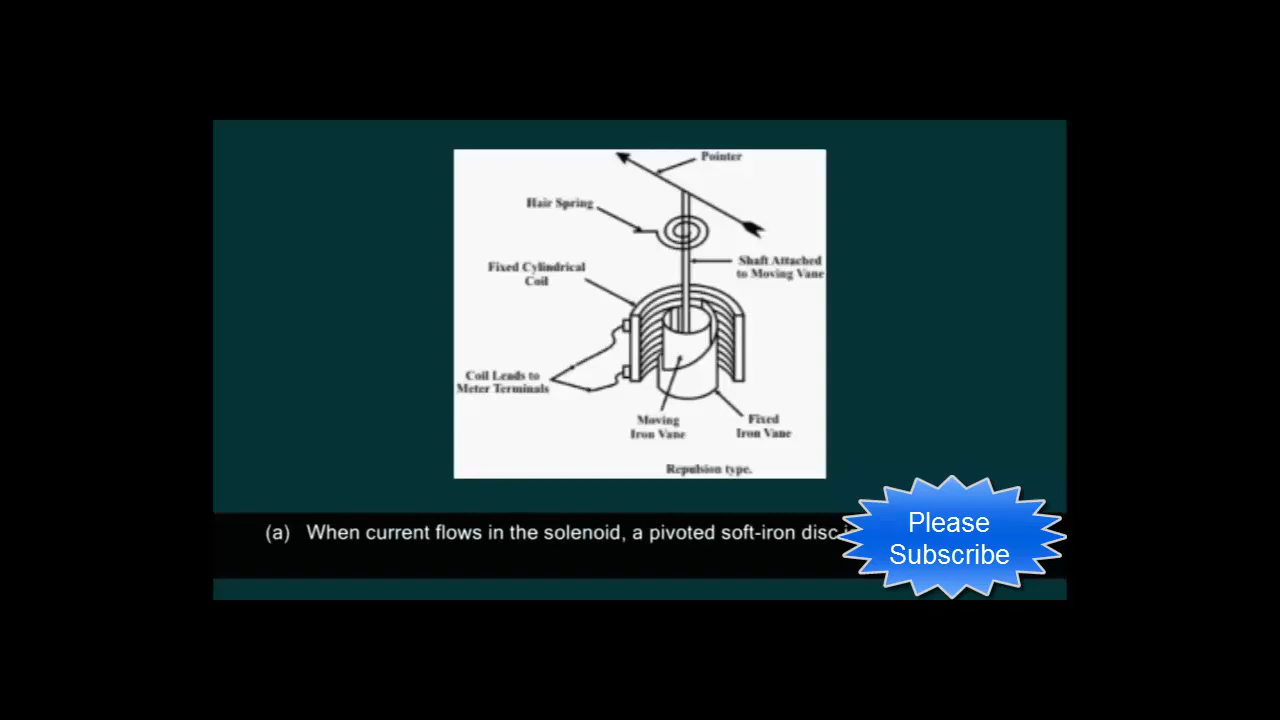 Pointer
Hair Spring
Shaft Attached
to Moving Vane
Fixed Cylindrical
Coil
Coil Leads to
Meter Terminals
Moving
Iron Vane
Fixed
Iron Vane
Repulsion type.
(a) When current flows in the solenoid, a pivoted soft-iron disc
Please
Subscribe